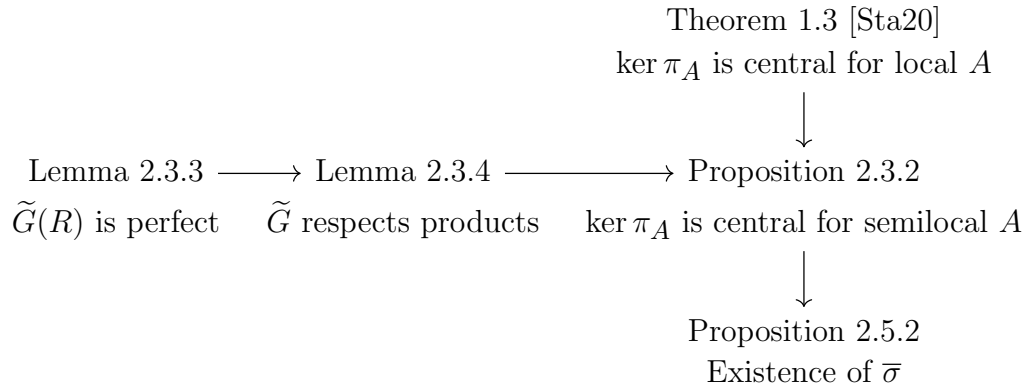 Theorem 1.3 [Sta20]
ker π_A is central for local A
Lemma 2.3.3
Lemma 2.3.4
Proposition 2.3.2
G̃(R) is perfect
G̃ respects products
ker π_A is central for semilocal A
Proposition 2.5.2
Existence of σ̅